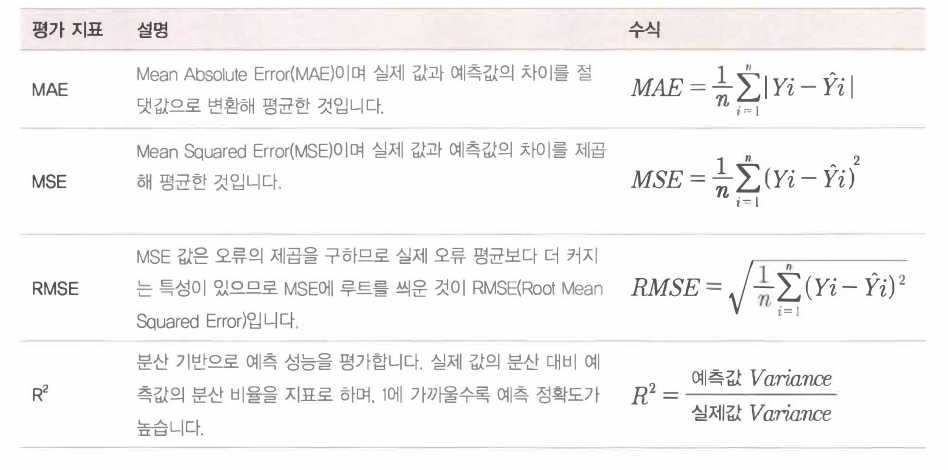 평가 지표 설명 수식
MAE
Mean Absolute Error(MAE)이며 실제 값과 예측값의 차이를 절
댓값으로 변환해 평균한 것입니다.
MAE = \frac{1}{n} \sum_{i=1}^{n} |Yi - Ŷi|
MSE
Mean Squared Error(MSE)이며 실제 값과 예측값의 차이를 제곱
해 평균한 것입니다.
MSE = \frac{1}{n} \sum_{i=1}^{n} (Yi - Ŷi)^2
RMSE
MSE 값은 오류의 제곱을 구하므로 실제 오류 평균보다 더 커지
는 특성이 있으므로 MSE에 루트를 씌운 것이 RMSE(Root Mean
Squared Error)입니다.
RMSE = \sqrt{\frac{1}{n} \sum_{i=1}^{n} (Yi - Ŷi)^2}
R²
분산 기반으로 예측 성능을 평가합니다. 실제 값의 분산 대비 예
측값의 분산 비율을 지표로 하며, 1에 가까울수록 예측 정확도가
높습니다.
R² = \frac{예측값 Variance}{실제값 Variance}